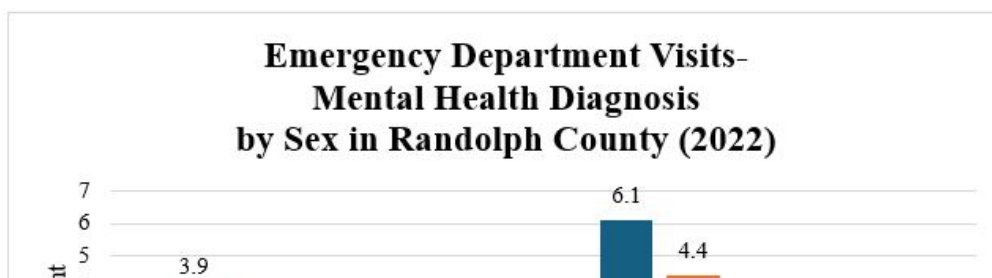 Emergency Department Visits-
Mental Health Diagnosis
by Sex in Randolph County (2022)
7
6.1
6
5
4.4
3.9